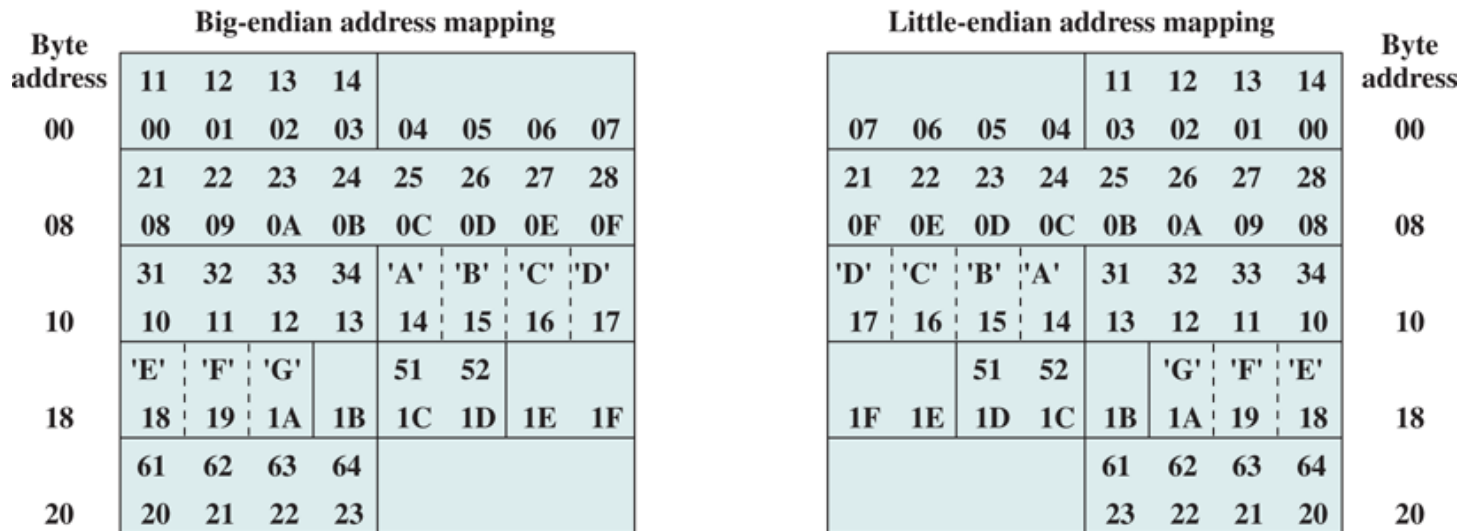 Big-endian address mapping
Byte address
11 12 13 14
00 00 01 02 03 04 05 06 07
21 22 23 24 25 26 27 28
08 08 09 0A 0B 0C 0D 0E 0F
31 32 33 34 'A' 'B' 'C' 'D'
10 10 11 12 13 14 15 16 17
'E' 'F' 'G' 51 52
18 18 19 1A 1B 1C 1D 1E 1F
61 62 63 64
20 20 21 22 23
Little-endian address mapping
Byte address
11 12 13 14
07 06 05 04 03 02 01 00 00
21 22 23 24 25 26 27 28
0F 0E 0D 0C 0B 0A 09 08 08
'D' 'C' 'B' 'A' 31 32 33 34
17 16 15 14 13 12 11 10 10
51 52 'G' 'F' 'E'
1F 1E 1D 1C 1B 1A 19 18 18
61 62 63 64
23 22 21 20 20